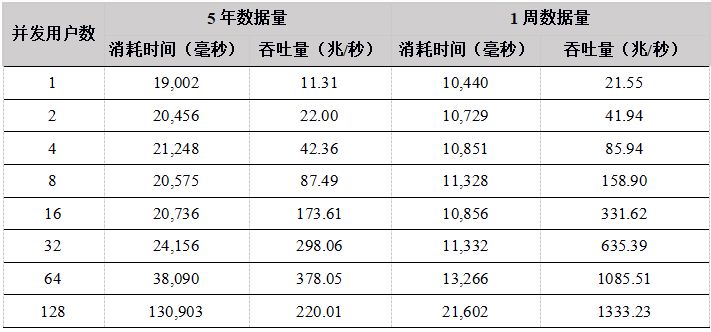 并发用户数 5 年数据量 1 周数据量
消耗时间（毫秒） 吞吐量（兆/秒） 消耗时间（毫秒） 吞吐量（兆/秒）
1 19,002 11.31 10,440 21.55
2 20,456 22.00 10,729 41.94
4 21,248 42.36 10,851 85.94
8 20,575 87.49 11,328 158.90
16 20,736 173.61 10,856 331.62
32 24,156 298.06 11,332 635.39
64 38,090 378.05 13,266 1085.51
128 130,903 220.01 21,602 1333.23